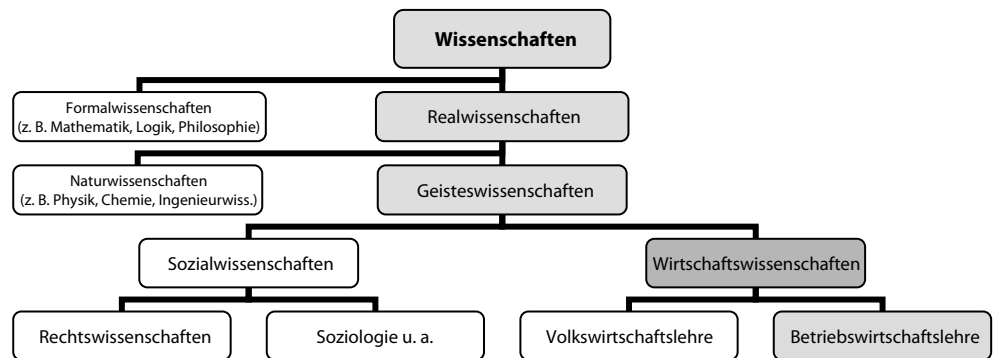 Wissenschaften
Formalwissenschaften
(z. B. Mathematik, Logik, Philosophie)
Realwissenschaften
Naturwissenschaften
(z. B. Physik, Chemie, Ingenieurwiss.)
Geisteswissenschaften
Sozialwissenschaften
Wirtschaftswissenschaften
Rechtswissenschaften
Soziologie u. a.
Volkswirtschaftslehre
Betriebswirtschaftslehre